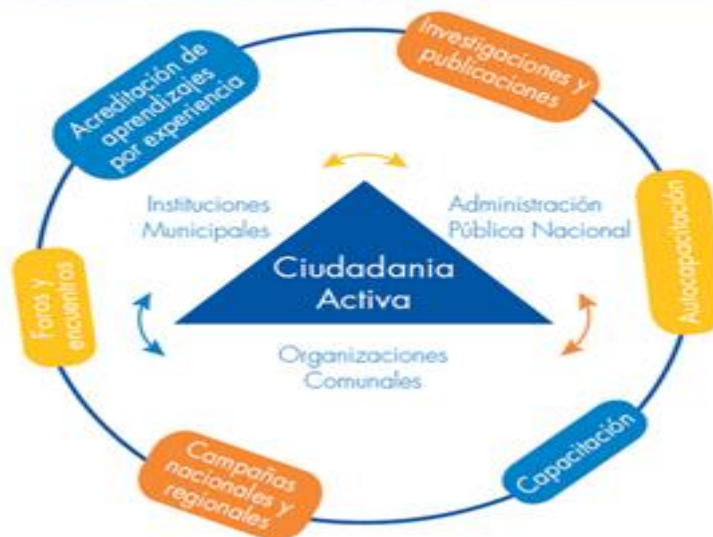 Acreditación de
aprendizajes
por experiencia
Investigaciones y
publicaciones
Instituciones
Municipales
Administración
Pública Nacional
Autocapacitación
Ciudadania
Activa
Foros y
encuentros
Organizaciones
Comunales
Campañas
nacionales y
regionales
Capacitación